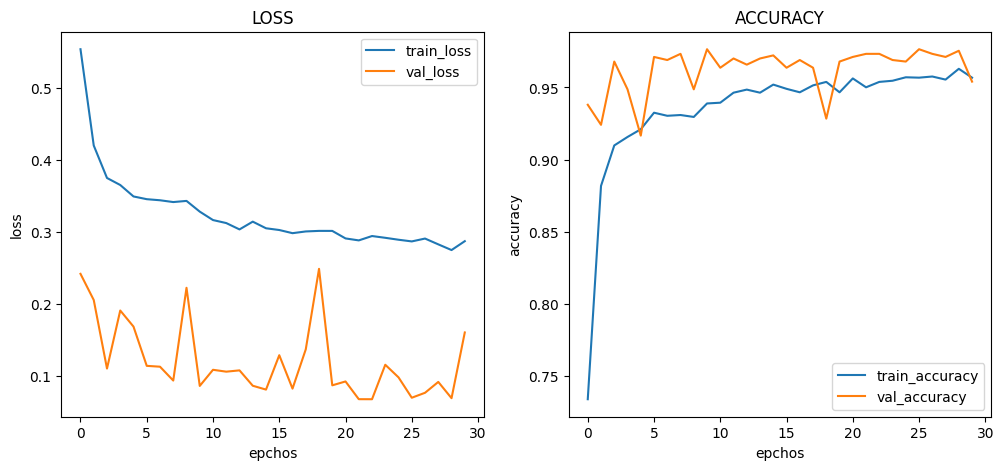 LOSS
train_loss
val_loss
0.5
0.4
0.3
0.2
0.1
loss
0 5 10 15 20 25 30
epchos
ACCURACY
0.95
0.90
0.85
0.80
0.75
accuracy
train_accuracy
val_accuracy
0 5 10 15 20 25 30
epchos